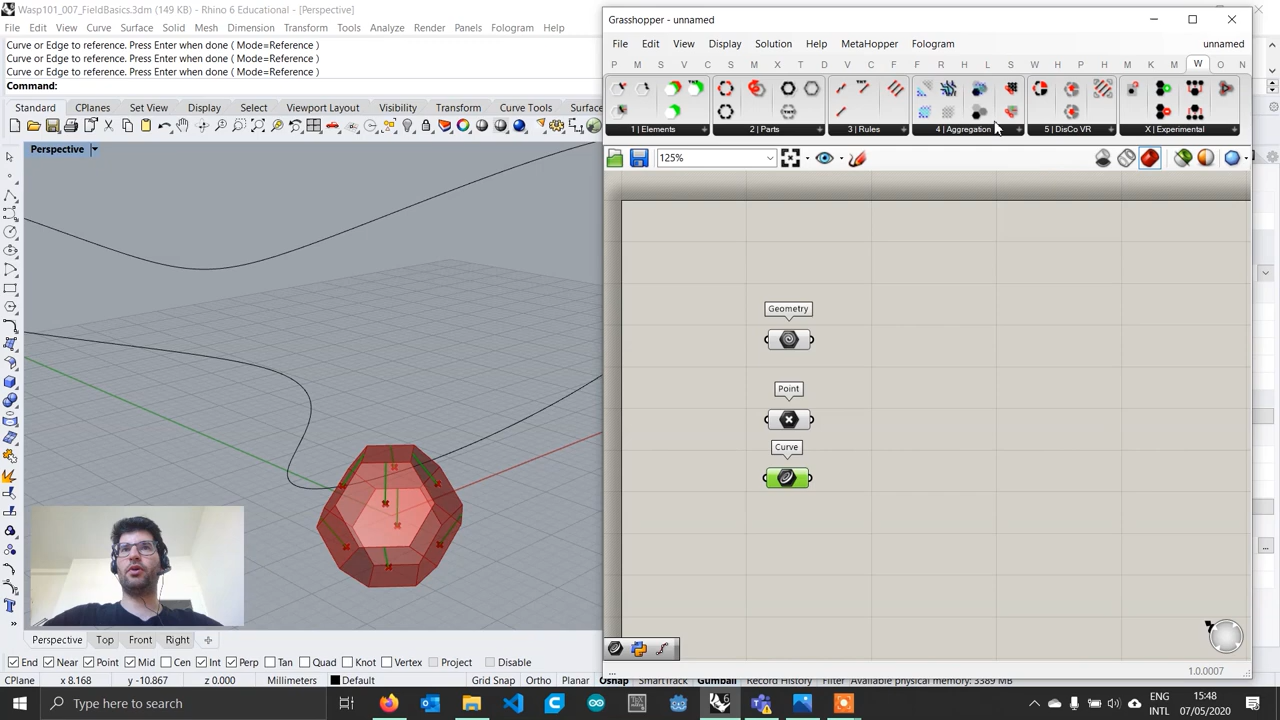 Wasp101_007_FieldBasics.3dm (149 KB) - Rhino 6 Educational - [Perspective]
File Edit View Curve Surface Solid Mesh Dimension Transform Tools Analyze Render Panels Fologram Help
Curve or Edge to reference. Press Enter when done ( Mode=Reference )
Curve or Edge to reference. Press Enter when done ( Mode=Reference )
Curve or Edge to reference. Press Enter when done ( Mode=Reference )
Command:
Standard CPlanes Set View Display Select Viewport Layout Visibility Transform Curve Tools Surface
Perspective
Grasshopper - unnamed
File Edit View Display Solution Help MetaHopper Fologram unnamed
P M S V C S M X T D V F R K L S K M W O N
1 | Elements 2 | Parts 3 | Rules 4 | Aggregation 5 | DisCo VR X | Experimental
125%
Geometry
Point
Curve
...
1.0.0007
Perspective Top Front Right
End Near Point Mid Cen Int Perp Tan Quad Knot Vertex Project Disable
CPlane x 8.168 y -10.867 z 0.000 Millimeters Default Grid Snap Ortho Planar Osnap SmartTrack Gumball Record History Filter Available physical memory: 3389 MB
Type here to search
ENG
INTL
15:48
07/05/2020